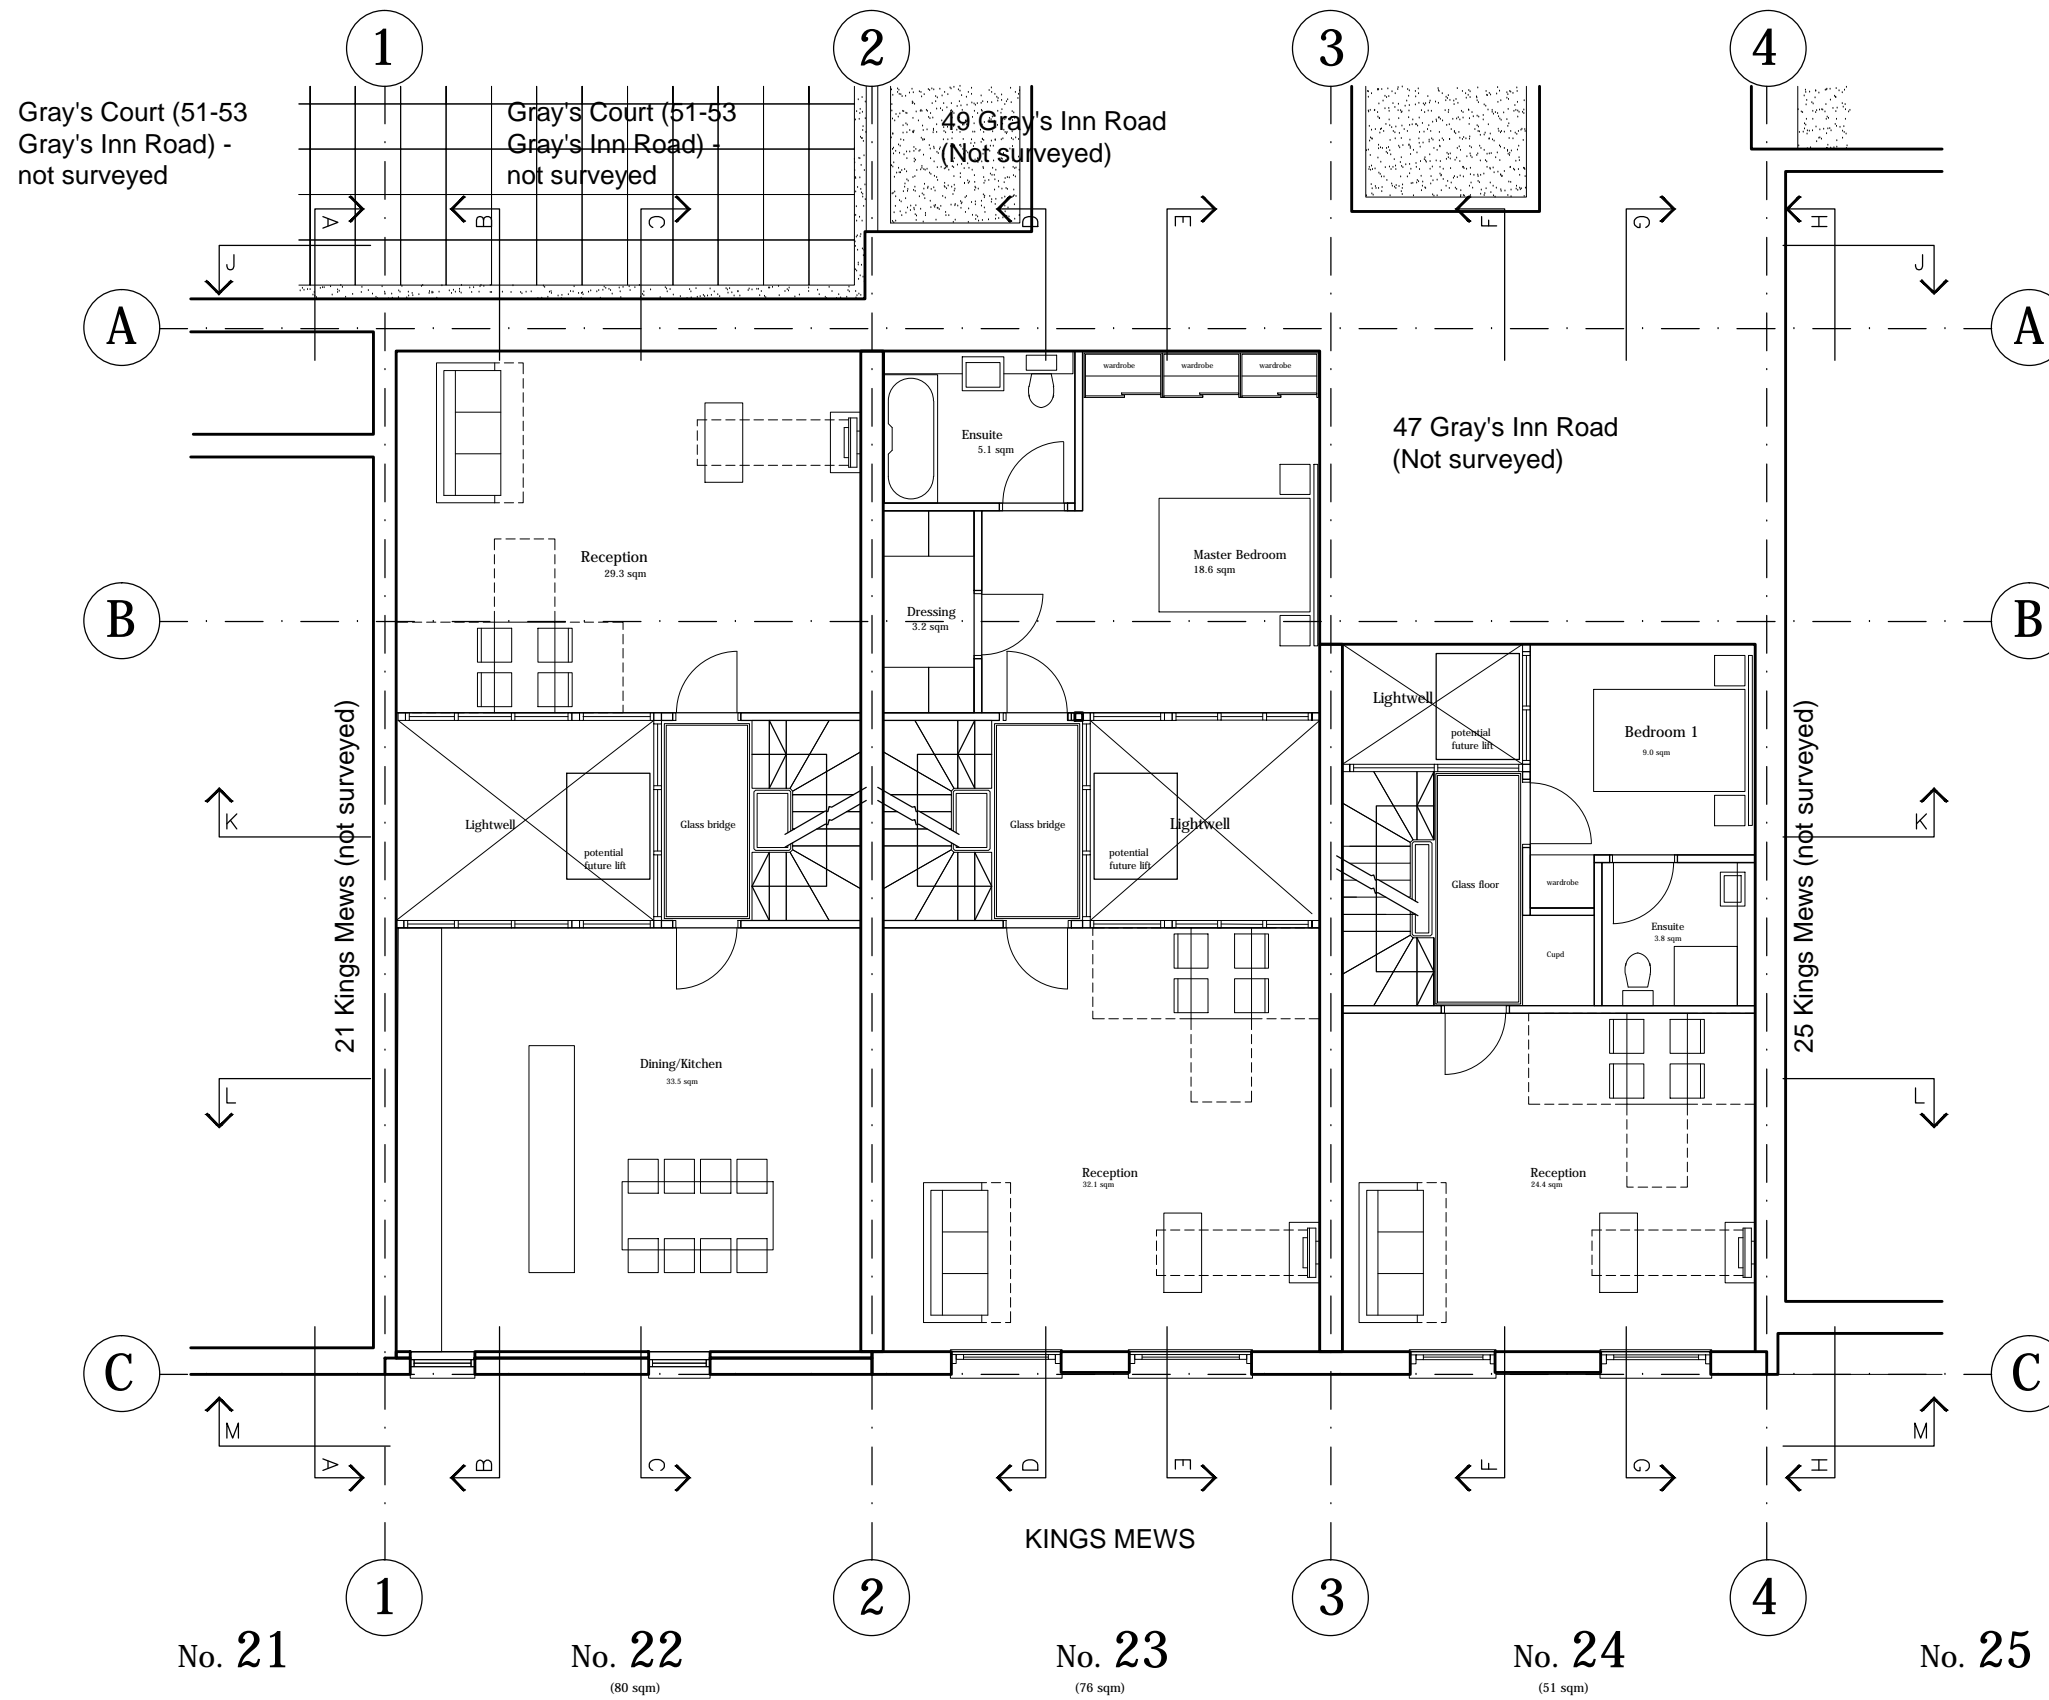 1
2
3
4
Gray's Court (51-53
Gray's Inn Road) -
not surveyed
Gray's Court (51-53
Gray's Inn Road) -
not surveyed
49 Gray's Inn Road
(Not surveyed)
A
B
C
D
E
F
G
H
J
J
A
A
wardrobe
wardrobe
wardrobe
47 Gray's Inn Road
(Not surveyed)
Ensuite
5.1 sqm
Reception
29.3 sqm
Master Bedroom
18.6 sqm
B
Dressing
3.2 sqm
B
Lightwell
potential
future lift
Bedroom 1
9.0 sqm
21 Kings Mews (not surveyed)
25 Kings Mews (not surveyed)
K
K
Lightwell
potential
future lift
Glass bridge
Glass bridge
potential
future lift
Lightwell
Glass floor
wardrobe
Ensuite
3.8 sqm
Cupd
L
L
Dining/Kitchen
33.5 sqm
Reception
32.1 sqm
Reception
24.4 sqm
C
C
M
M
A
B
C
D
E
F
G
H
KINGS MEWS
1
2
3
4
No. 21
No. 22
(80 sqm)
No. 23
(76 sqm)
No. 24
(51 sqm)
No. 25